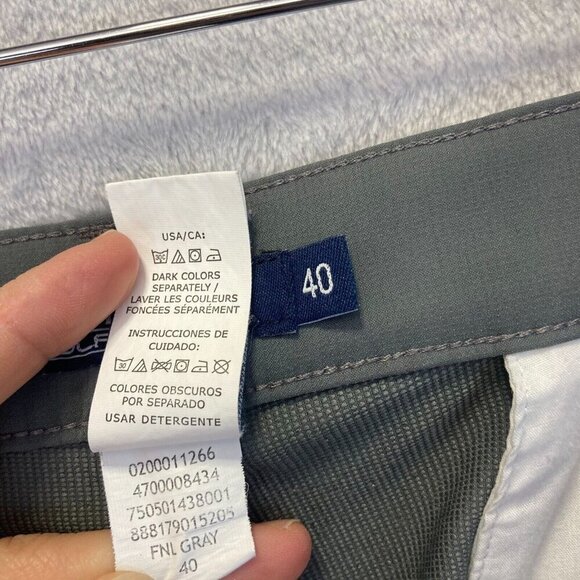 USA/CA:
DARK COLORS
SEPARATELY /
LAVER LES COULEURS
FONCÉES SÉPARÉMENT
INSTRUCCIONES DE
CUIDADO:
30
COLORES OBSCUROS
POR SEPARADO
USAR DETERGENTE
0200011266
4700008434
750501438001
888179015205
FNL GRAY
40
40